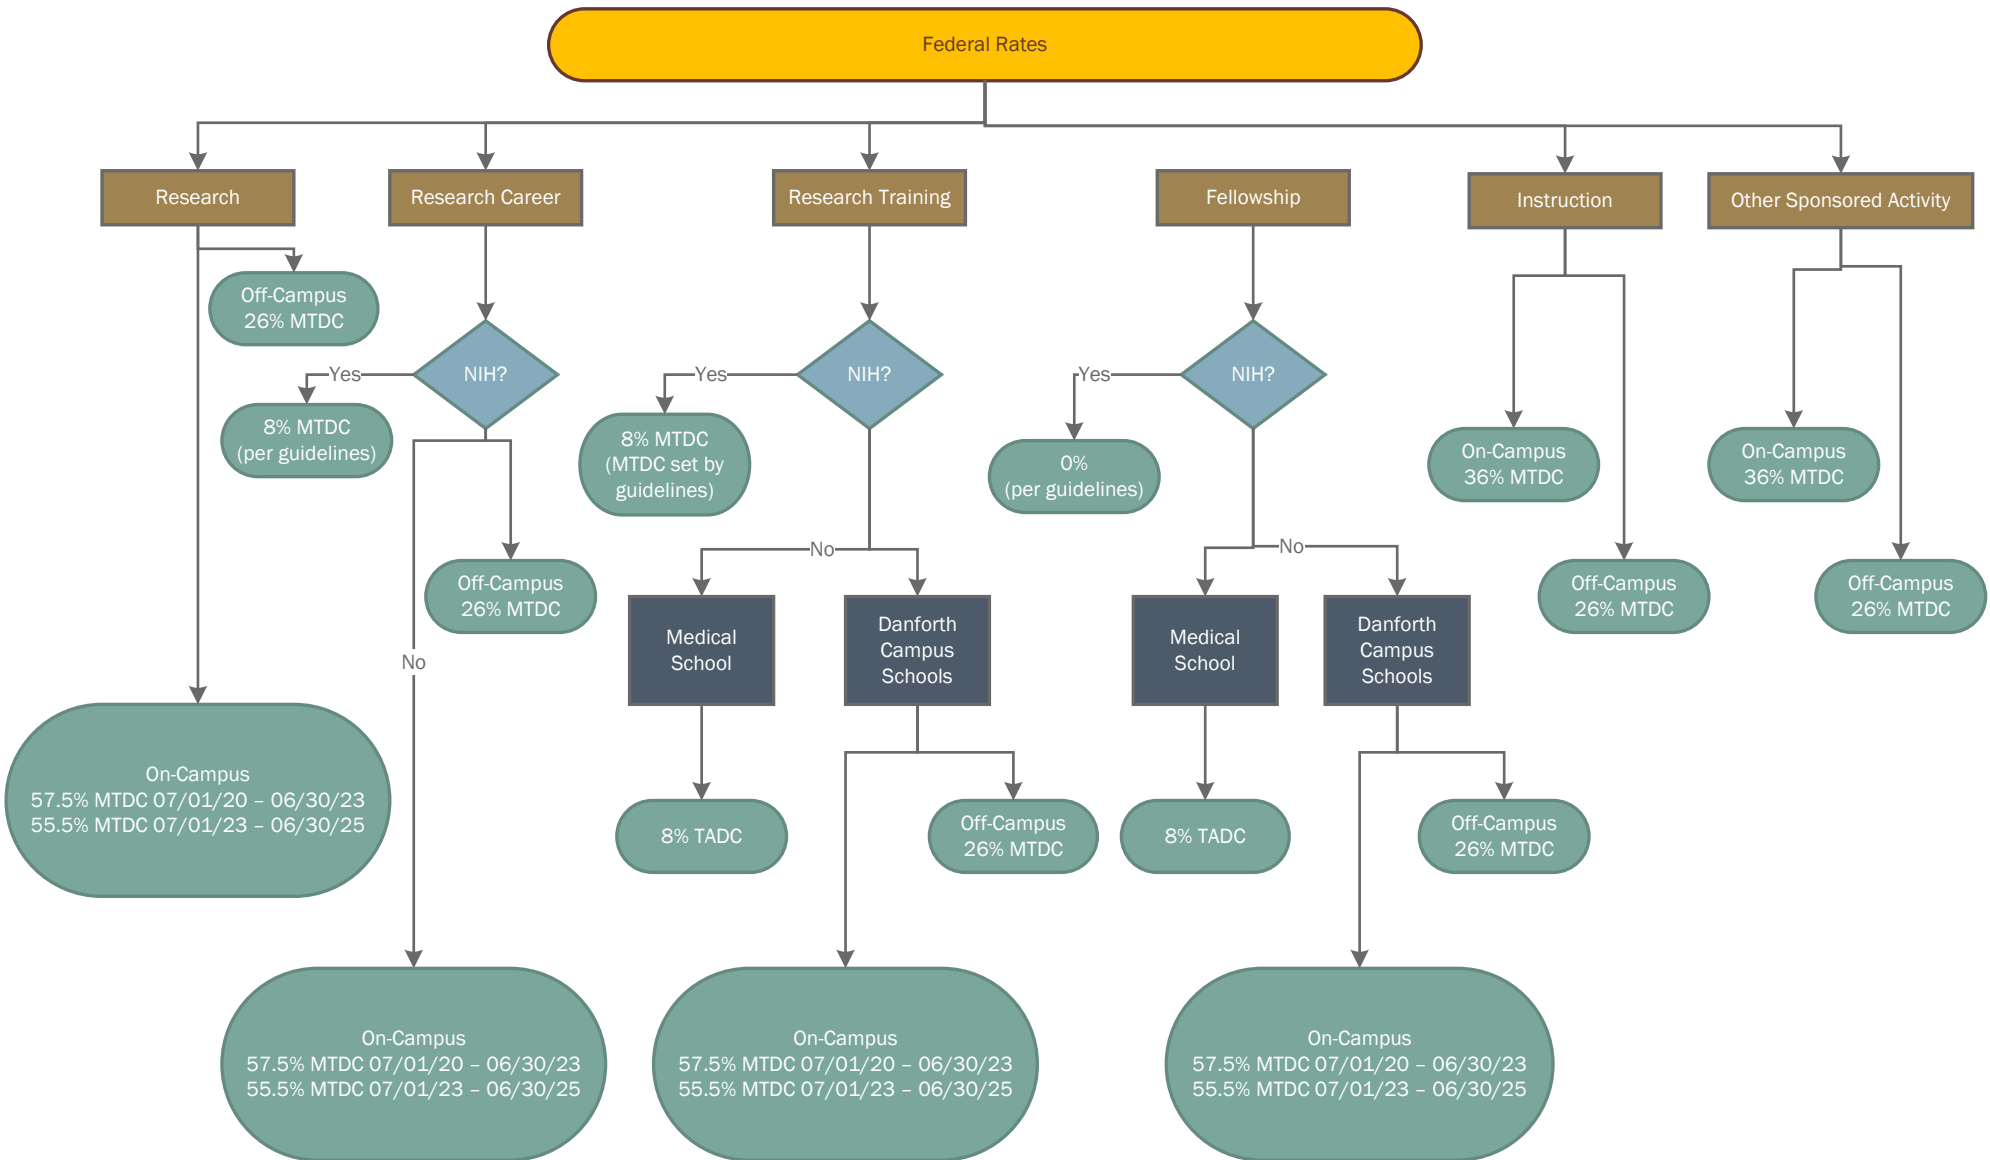 Federal Rates
Research
Research Career
Research Training
Fellowship
Instruction
Other Sponsored Activity
Off-Campus
26% MTDC
NIH?
NIH?
NIH?
Yes
Yes
Yes
8% MTDC
(per guidelines)
8% MTDC
(MTDC set by
guidelines)
0%
(per guidelines)
On-Campus
36% MTDC
On-Campus
36% MTDC
No
No
Off-Campus
26% MTDC
Off-Campus
26% MTDC
Off-Campus
26% MTDC
No
Medical
School
Danforth
Campus
Schools
Medical
School
Danforth
Campus
Schools
On-Campus
57.5% MTDC 07/01/20 – 06/30/23
55.5% MTDC 07/01/23 – 06/30/25
8% TADC
Off-Campus
26% MTDC
8% TADC
Off-Campus
26% MTDC
On-Campus
57.5% MTDC 07/01/20 – 06/30/23
55.5% MTDC 07/01/23 – 06/30/25
On-Campus
57.5% MTDC 07/01/20 – 06/30/23
55.5% MTDC 07/01/23 – 06/30/25
On-Campus
57.5% MTDC 07/01/20 – 06/30/23
55.5% MTDC 07/01/23 – 06/30/25